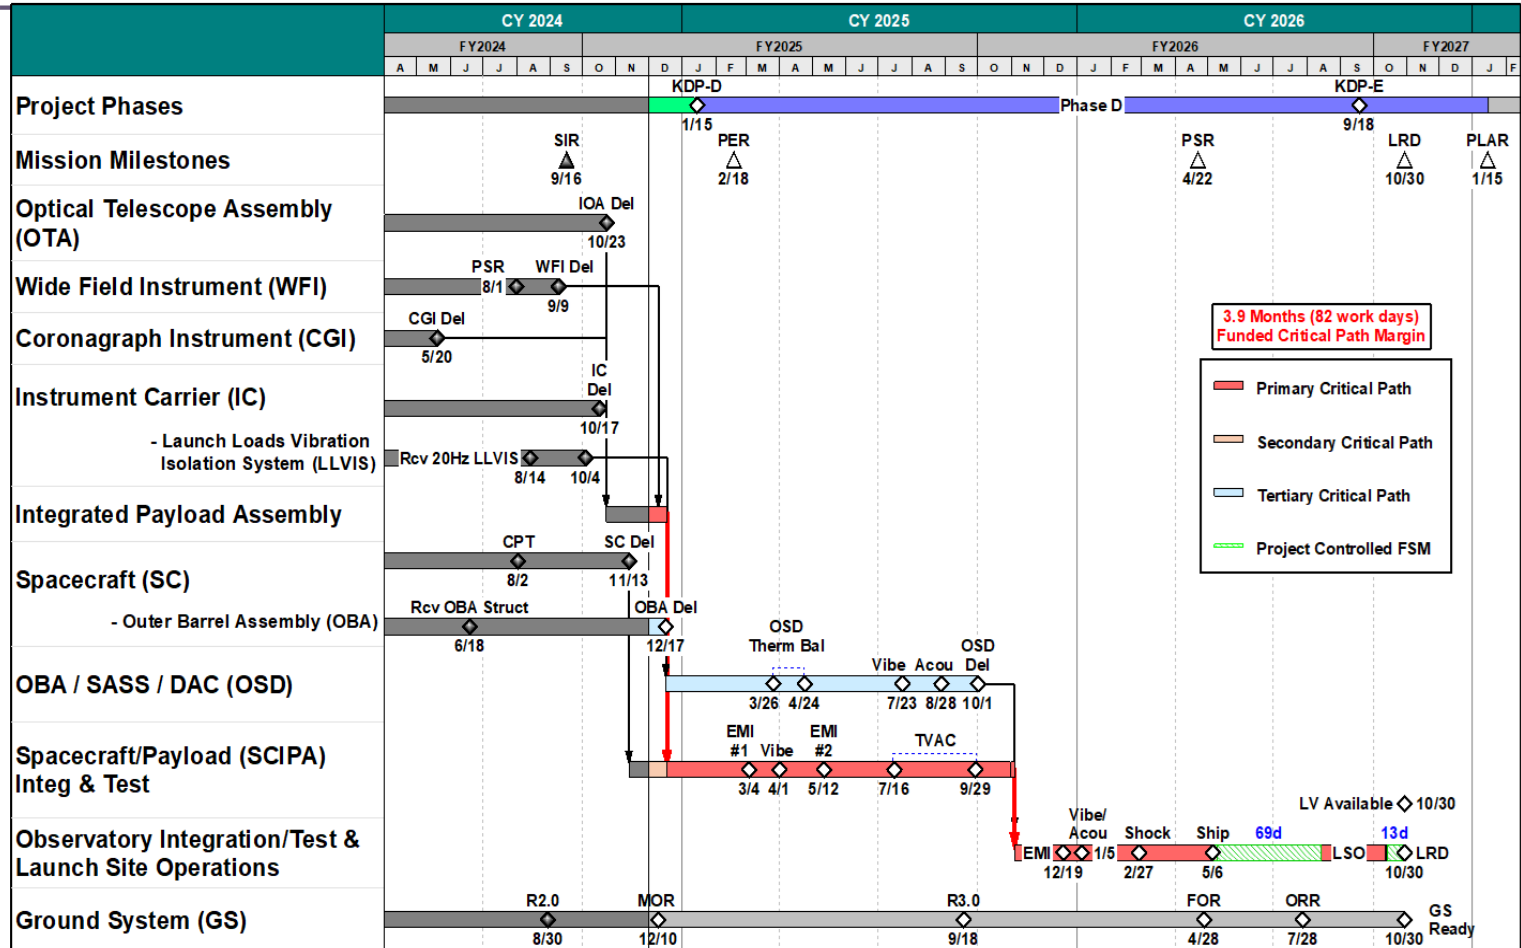 CY 2024 CY 2025 CY 2026
FY2024 FY2025 FY2026 FY2027
A M J J A S O N D J F M A M J J A S O N D J F M A M J J A S O N D J F
KDP-D KDP-E
Project Phases Phase D
1/15 9/18
SIR PER PSR LRD PLAR
Mission Milestones
9/16 2/18 4/22 10/30 1/15
Optical Telescope Assembly
(OTA)
IOA Del
10/23
PSR WFI Del
Wide Field Instrument (WFI) 8/1
9/9
CGI Del
Coronagraph Instrument (CGI)
5/20
3.9 Months (82 work days)
Funded Critical Path Margin
Primary Critical Path
Secondary Critical Path
Tertiary Critical Path
Project Controlled FSM
Instrument Carrier (IC)
IC
Del
10/17
- Launch Loads Vibration
Isolation System (LLVIS)
Rcv 20Hz LLVIS
8/14 10/4
Integrated Payload Assembly
CPT SC Del
Spacecraft (SC)
8/2 11/13
Rcv OBA Struct OBA Del
- Outer Barrel Assembly (OBA)
6/18 12/17
OBA / SASS / DAC (OSD)
OSD
Therm Bal
Vibe Acou
OSD
Del
3/26 4/24 7/23 8/28 10/1
Spacecraft/Payload (SCIPA)
Integ & Test
EMI
#1
Vibe
EMI
#2
TVAC
3/4 4/1 5/12 7/16 9/29
LV Available 10/30
Observatory Integration/Test &
Launch Site Operations
Vibe/
Acou
Shock Ship 69d 13d
EMI 1/5 LSO LRD
12/19 2/27 5/6 10/30
R2.0 MOR R3.0 FOR ORR
Ground System (GS)
GS
Ready
8/30 12/10 9/18 4/28 7/28 10/30